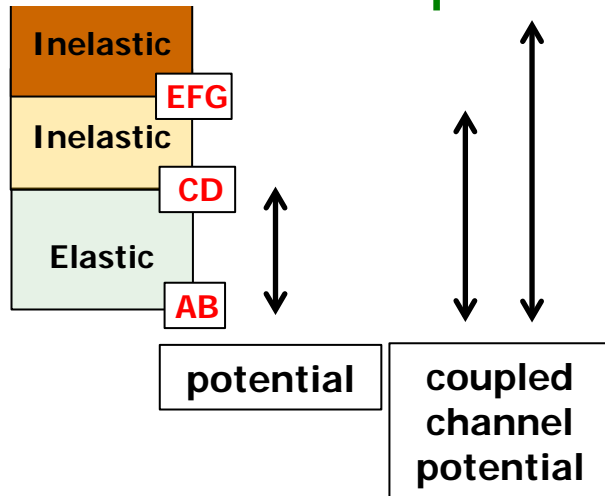 Inelastic
EFG
Inelastic
CD
Elastic
AB
potential
coupled
channel
potential